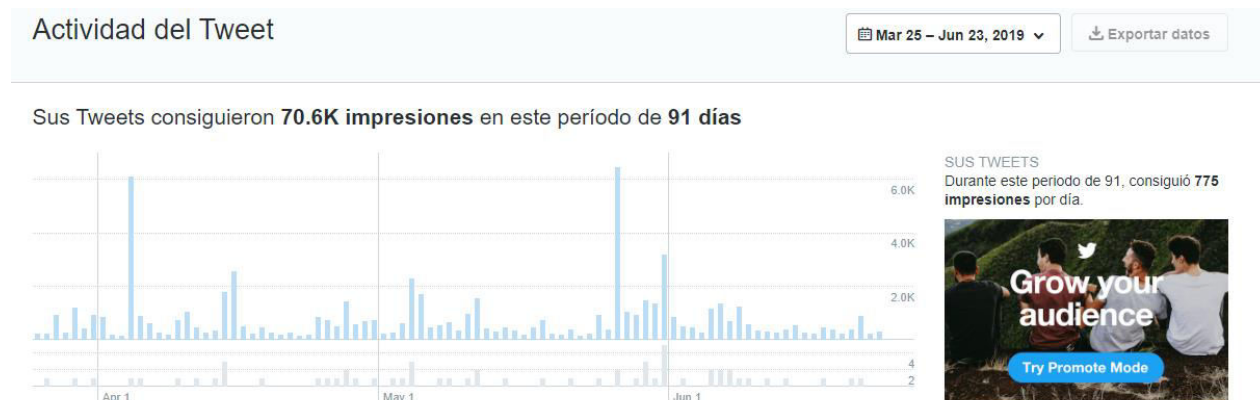 Actividad del Tweet
Mar 25 – Jun 23, 2019
Exportar datos
Sus Tweets consiguieron 70.6K impresiones en este período de 91 días
6.0K
4.0K
2.0K
4
2
Apr 1
May 1
Jun 1
SUS TWEETS
Durante este periodo de 91, consiguió 775
impresiones por día.
Grow your
audience
Try Promote Mode